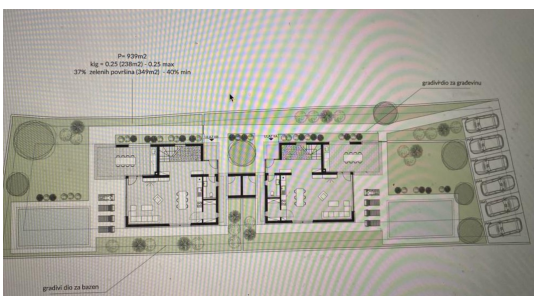 P= 939m2
kig = 0.25 (238m2) - 0.25 max
37% zelenih površina (349m2) - 40% min
gradivi dio za građevinu
gradivi dio za bazen